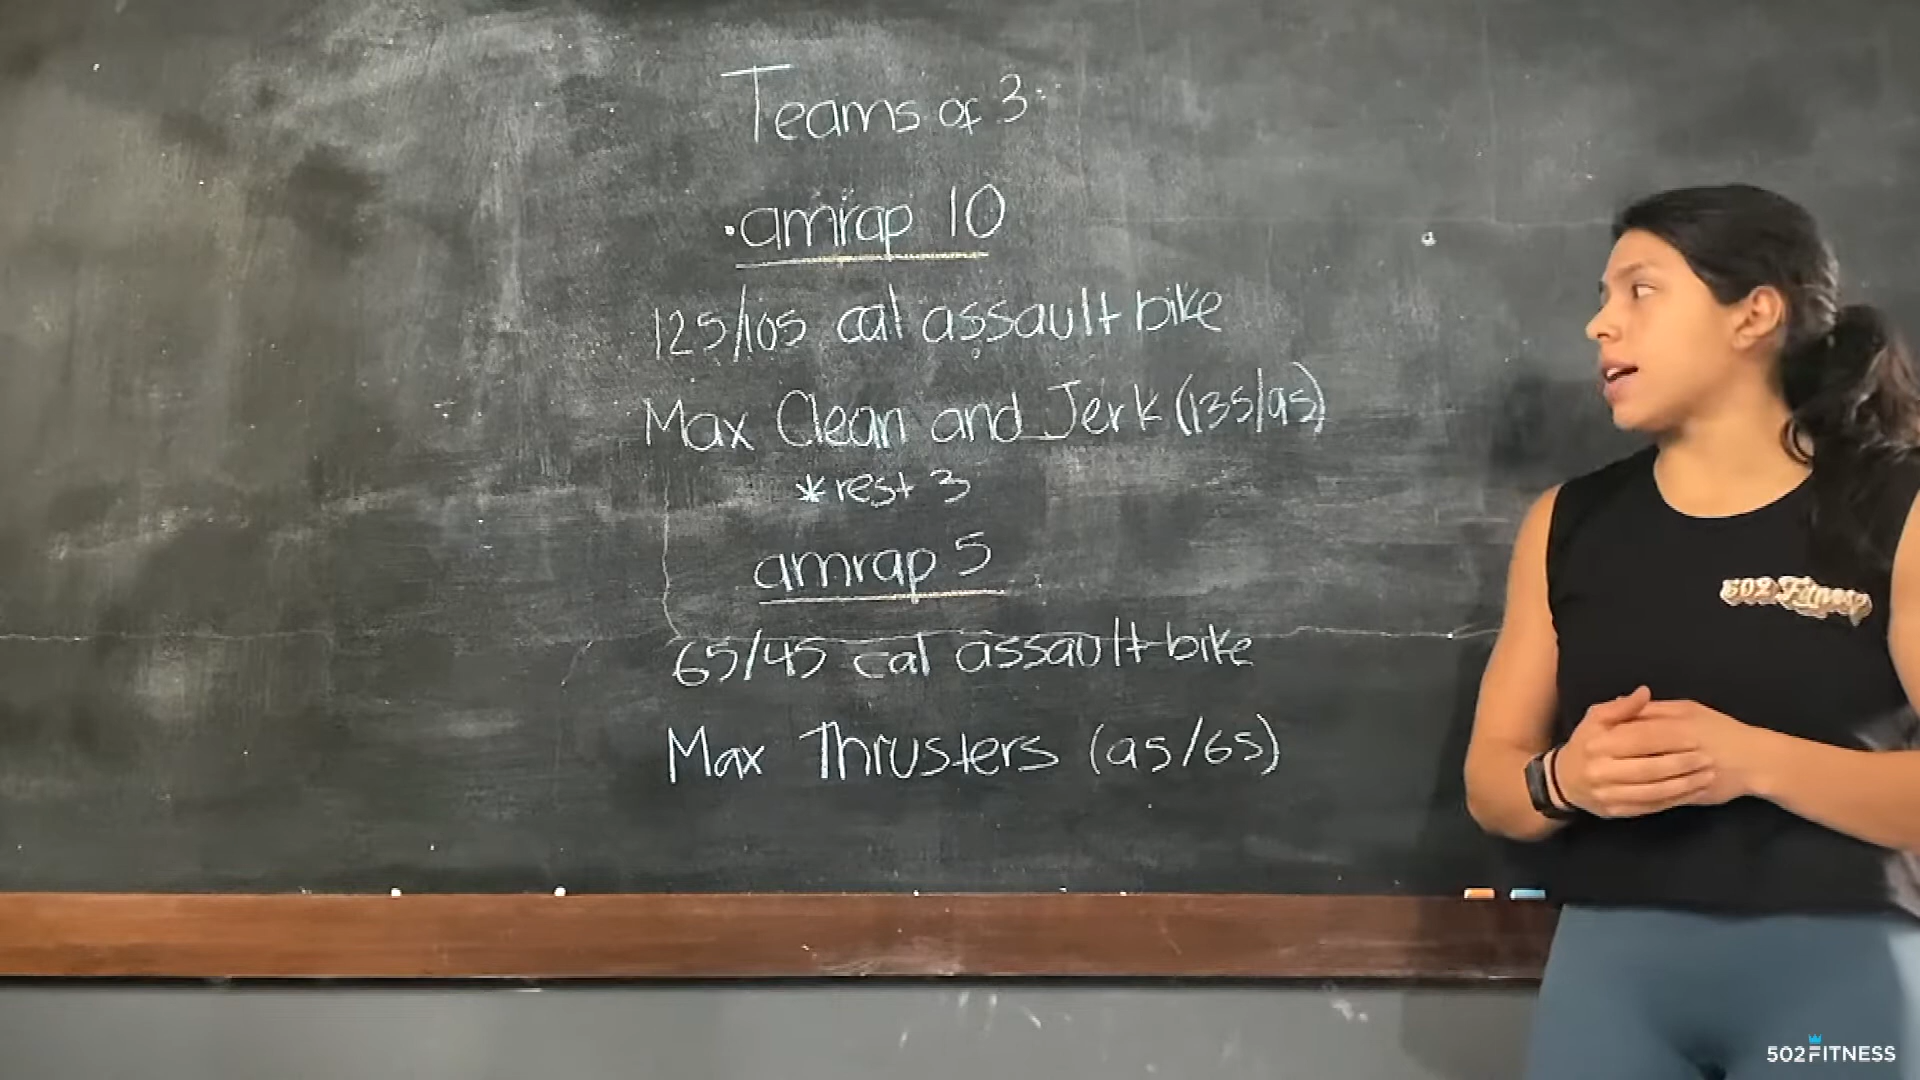 Teams of 3
·amrap 10
125/105 cal assault bike
Max Clean and Jerk (135/95)
*rest 3
amrap 5
65/45 cal assault bike
Max Thrusters (95/65)
502 Fitness
502FITNESS